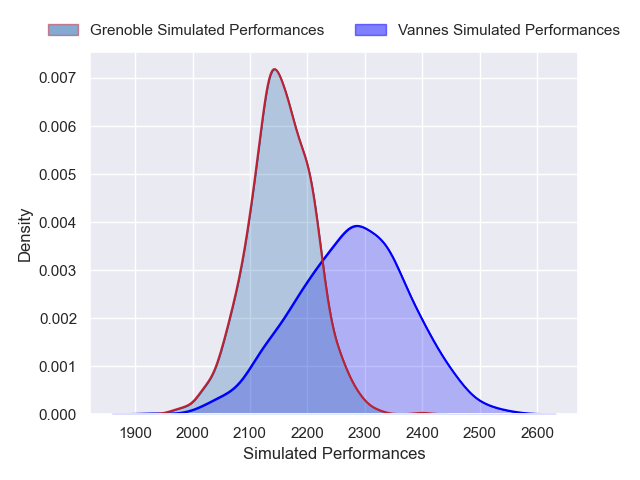 Grenoble Simulated Performances
Vannes Simulated Performances
0.007
0.006
0.005
0.004
0.003
0.002
0.001
0.000
Density
1900 2000 2100 2200 2300 2400 2500 2600
Simulated Performances